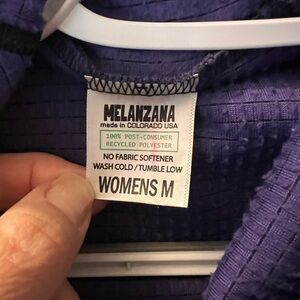 MELANZANA
made in COLORADO USA
100% POST-CONSUMER
RECYCLED POLYESTER
NO FABRIC SOFTENER
WASH COLD / TUMBLE LOW
WOMENS M